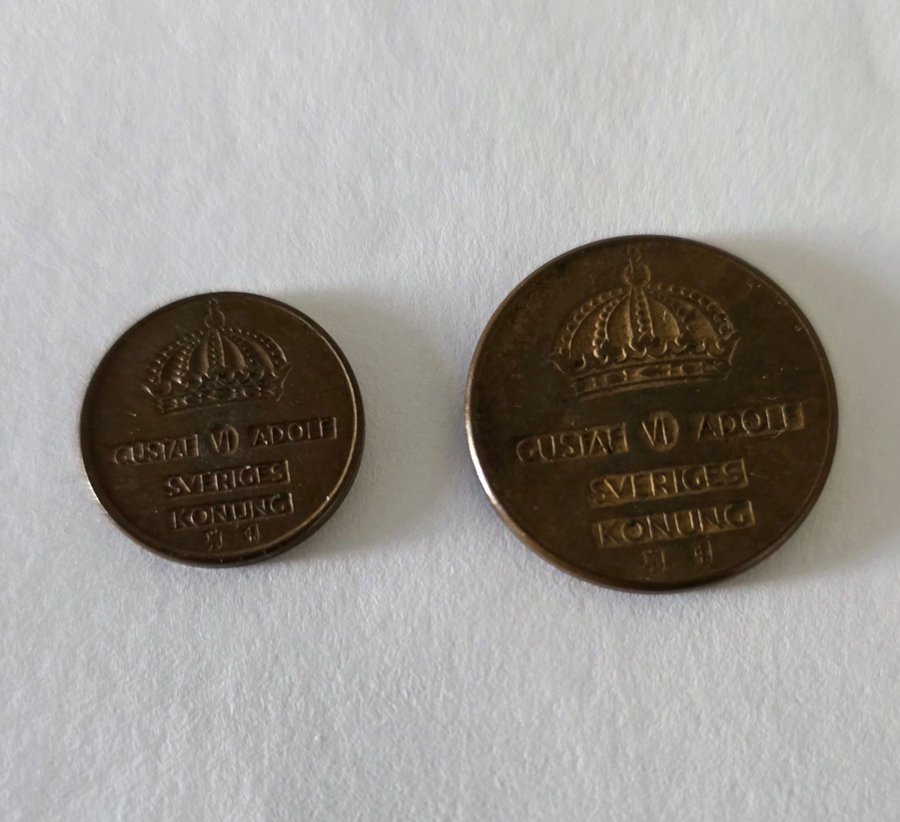 GUSTAF VI ADOLF
SVERIGES
KONUNG
GUSTAF VI ADOLF
SVERIGES
KONUNG